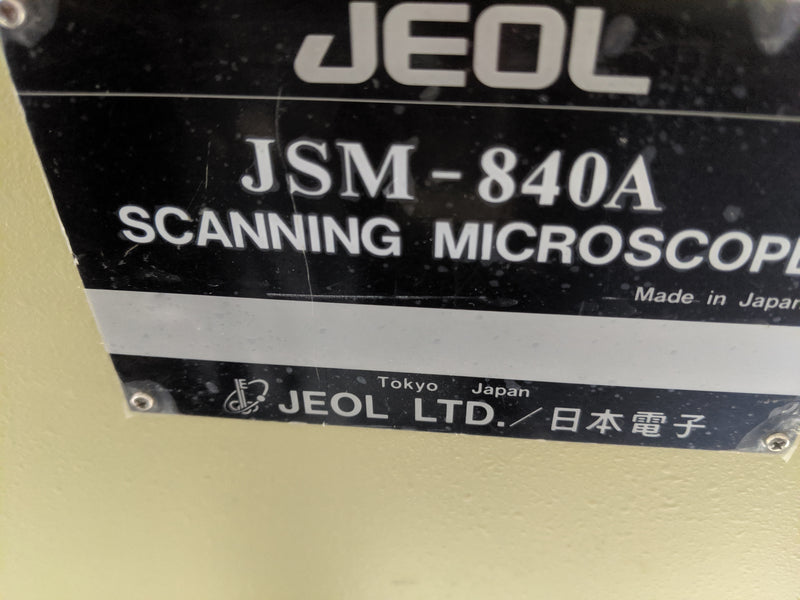 JEOL
JSM-840A
SCANNING MICROSCOPE
Made in Japan
Tokyo Japan
JEOL LTD./日本電子